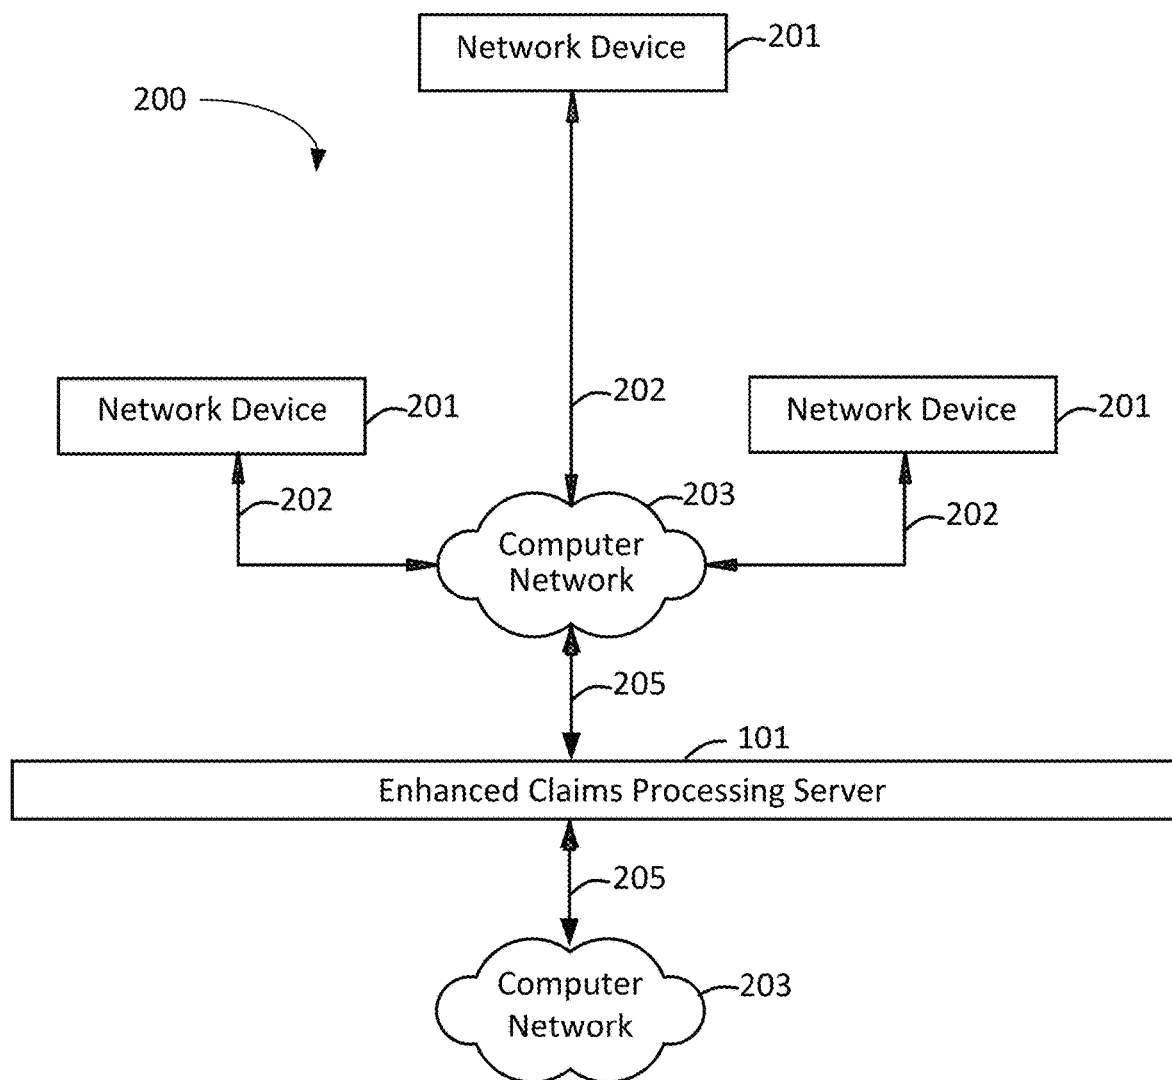 Network Device
201
200
202
Network Device
201
Network Device
201
202
203
202
Computer
Network
205
101
Enhanced Claims Processing Server
205
Computer
Network
203